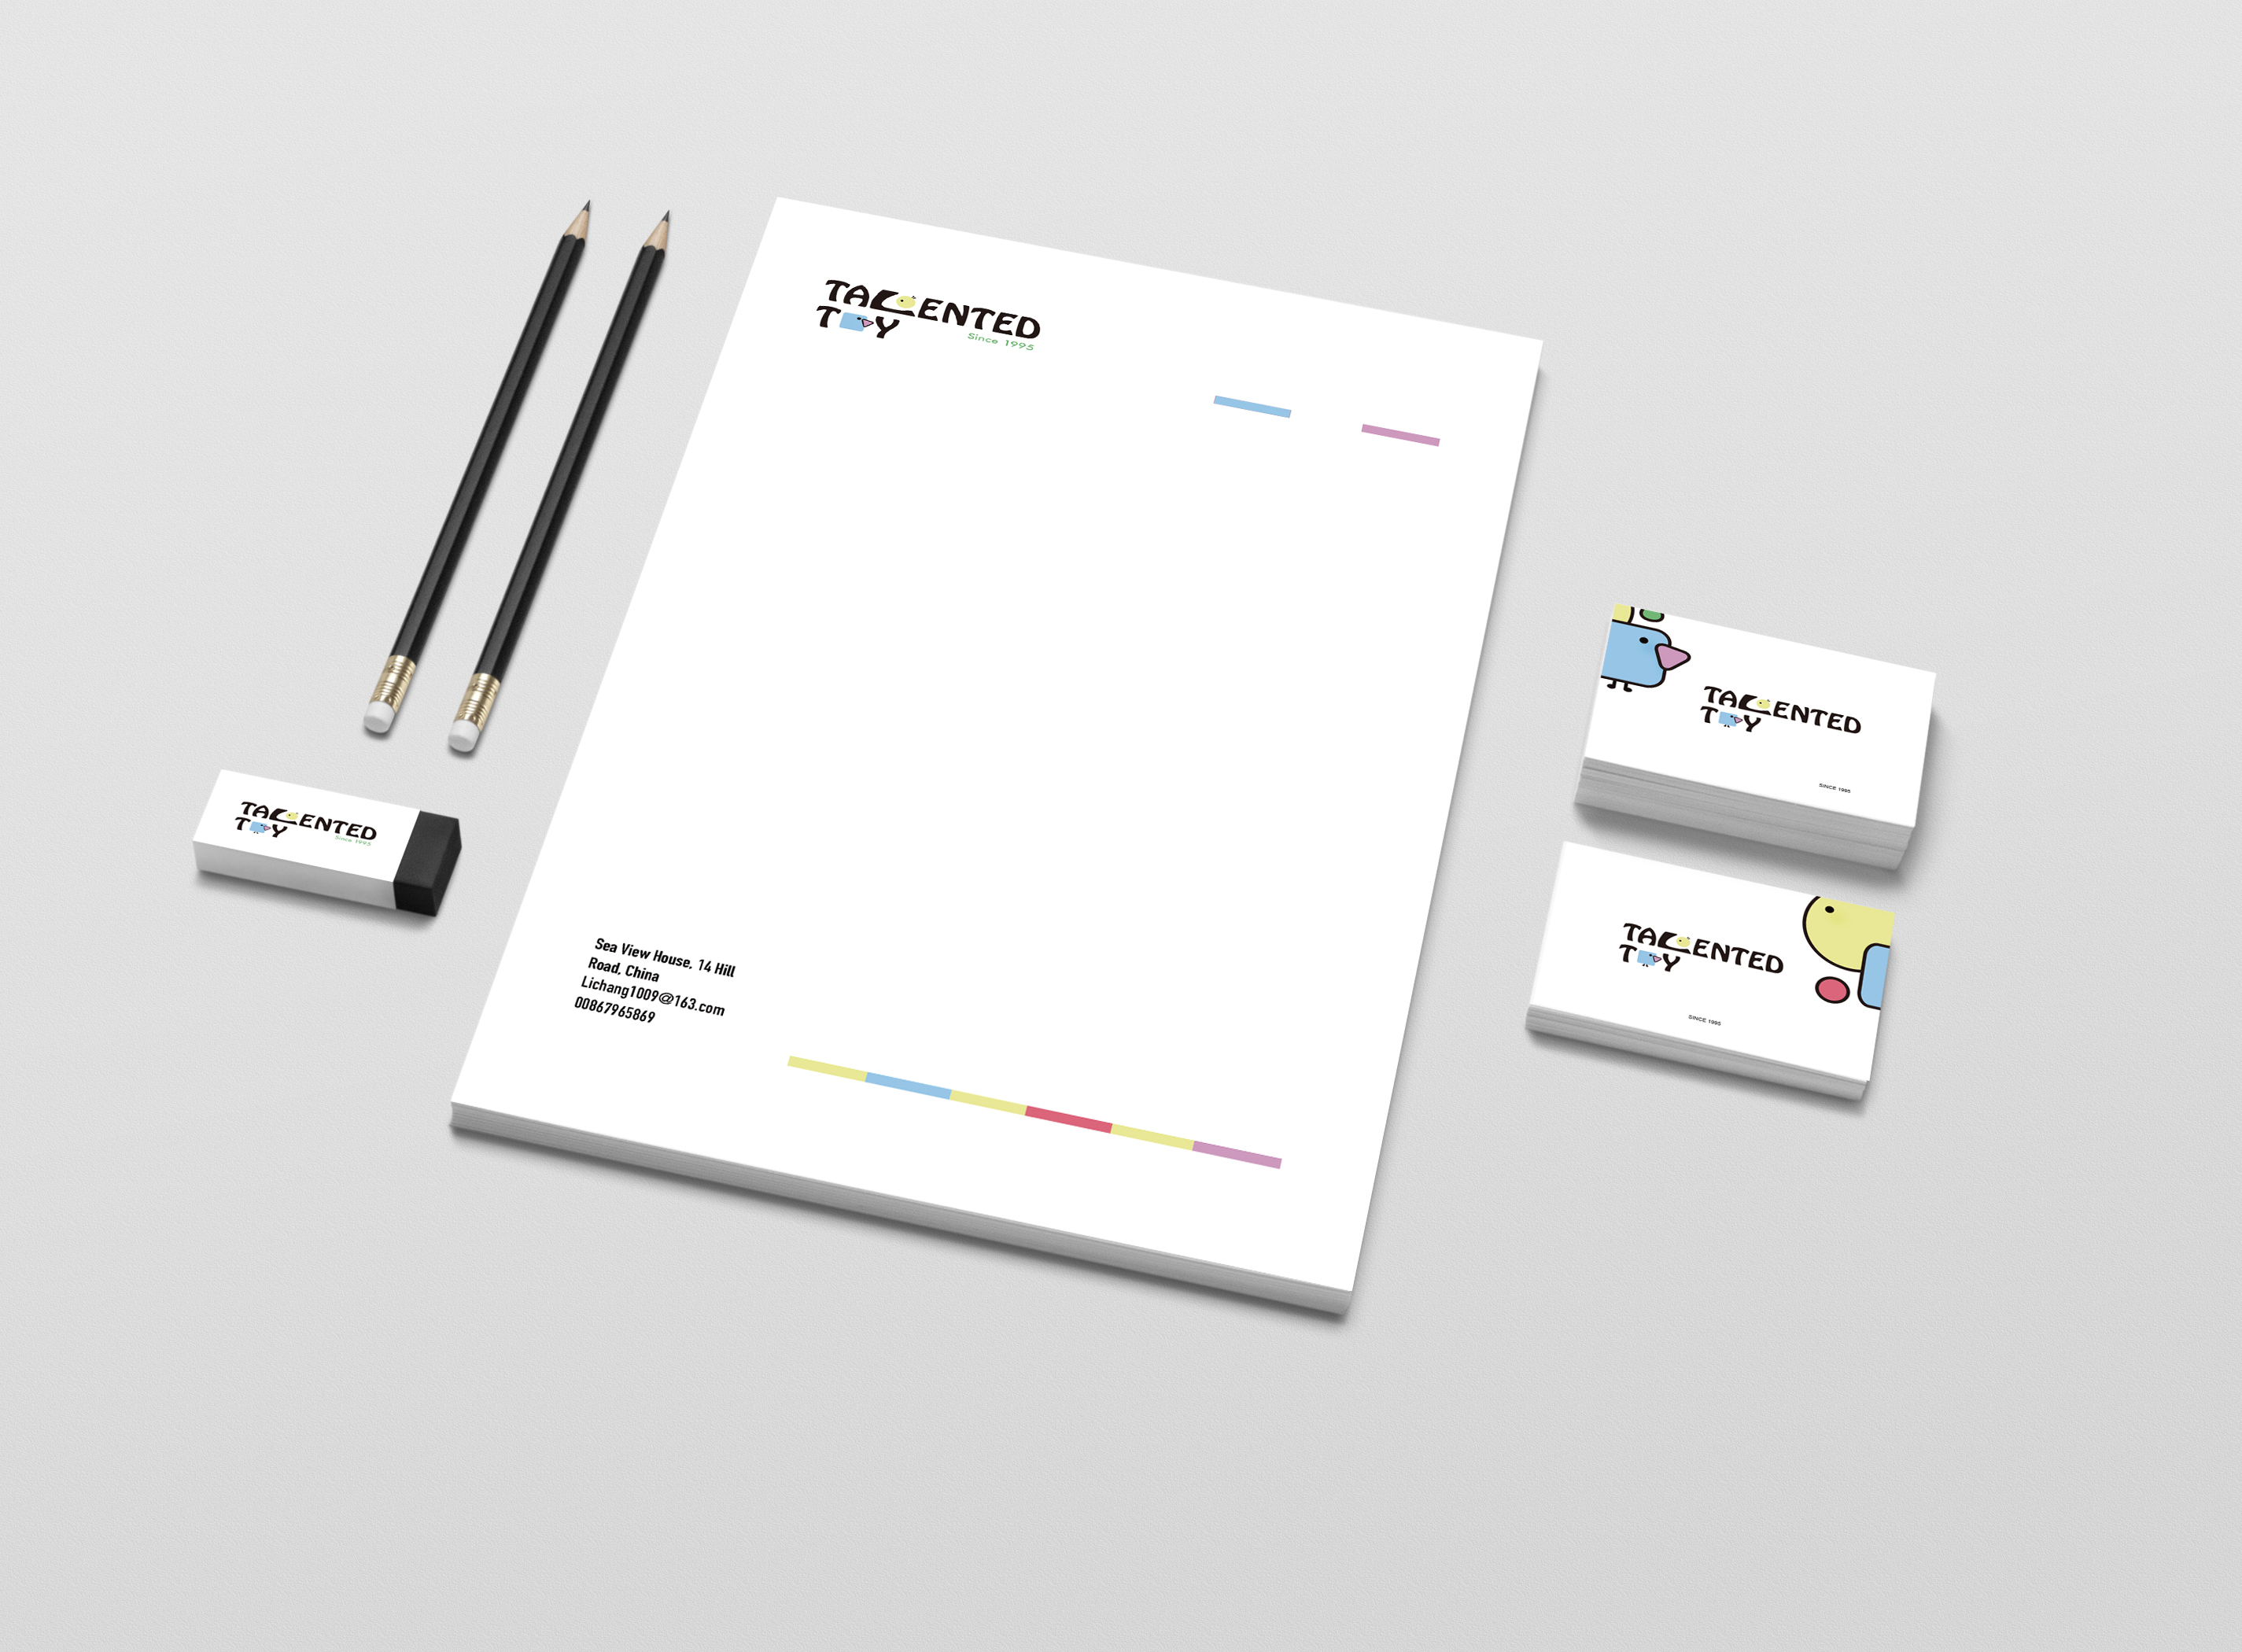 TALENTED
TOY
Since 1995
Sea View House, 14 Hill
Road, China
Lichang1009@163.com
00867965869
TALENTED
TOY
Since 1995
TALENTED
TOY
SINCE 1995
TALENTED
TOY
SINCE 1995